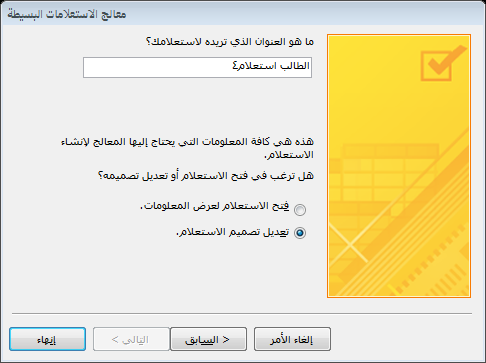 معالج الاستعلامات البسيطة
ما هو العنوان الذي تريده لاستعلامك؟
الطالب استعلام٤
هذه هي كافة المعلومات التي يحتاج إليها المعالج لإنشاء
الاستعلام.
هل ترغب في فتح الاستعلام أو تعديل تصميمه؟
فتح الاستعلام لعرض المعلومات.
تعديل تصميم الاستعلام.
إلغاء الأمر
< السابق
التالي >
إنهاء